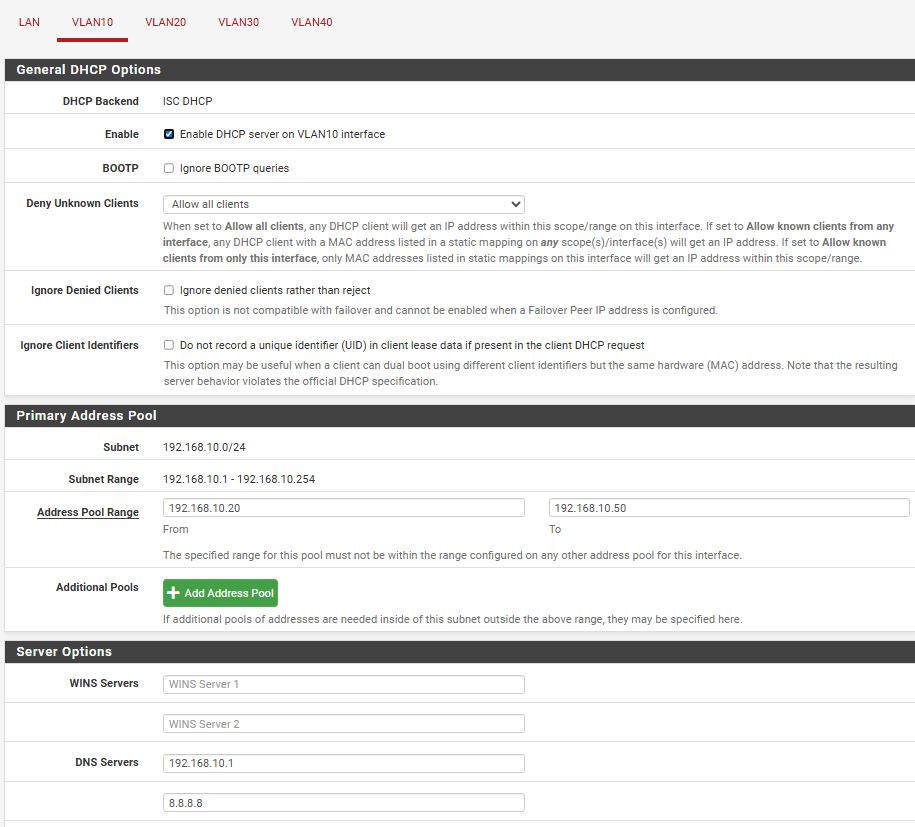 LAN VLAN10 VLAN20 VLAN30 VLAN40
General DHCP Options
DHCP Backend ISC DHCP
Enable Enable DHCP server on VLAN10 interface
BOOTP Ignore BOOTP queries
Deny Unknown Clients Allow all clients
When set to Allow all clients, any DHCP client will get an IP address within this scope/range on this interface. If set to Allow known clients from any
interface, any DHCP client with a MAC address listed in a static mapping on any scope(s)/interface(s) will get an IP address. If set to Allow known
clients from only this interface, only MAC addresses listed in static mappings on this interface will get an IP address within this scope/range.
Ignore Denied Clients Ignore denied clients rather than reject
This option is not compatible with failover and cannot be enabled when a Failover Peer IP address is configured.
Ignore Client Identifiers Do not record a unique identifier (UID) in client lease data if present in the client DHCP request
This option may be useful when a client can dual boot using different client identifiers but the same hardware (MAC) address. Note that the resulting
server behavior violates the official DHCP specification.
Primary Address Pool
Subnet 192.168.10.0/24
Subnet Range 192.168.10.1 - 192.168.10.254
Address Pool Range 192.168.10.20 192.168.10.50
From To
The specified range for this pool must not be within the range configured on any other address pool for this interface.
Additional Pools Add Address Pool
If additional pools of addresses are needed inside of this subnet outside the above range, they may be specified here.
Server Options
WINS Servers WINS Server 1
WINS Server 2
DNS Servers 192.168.10.1
8.8.8.8